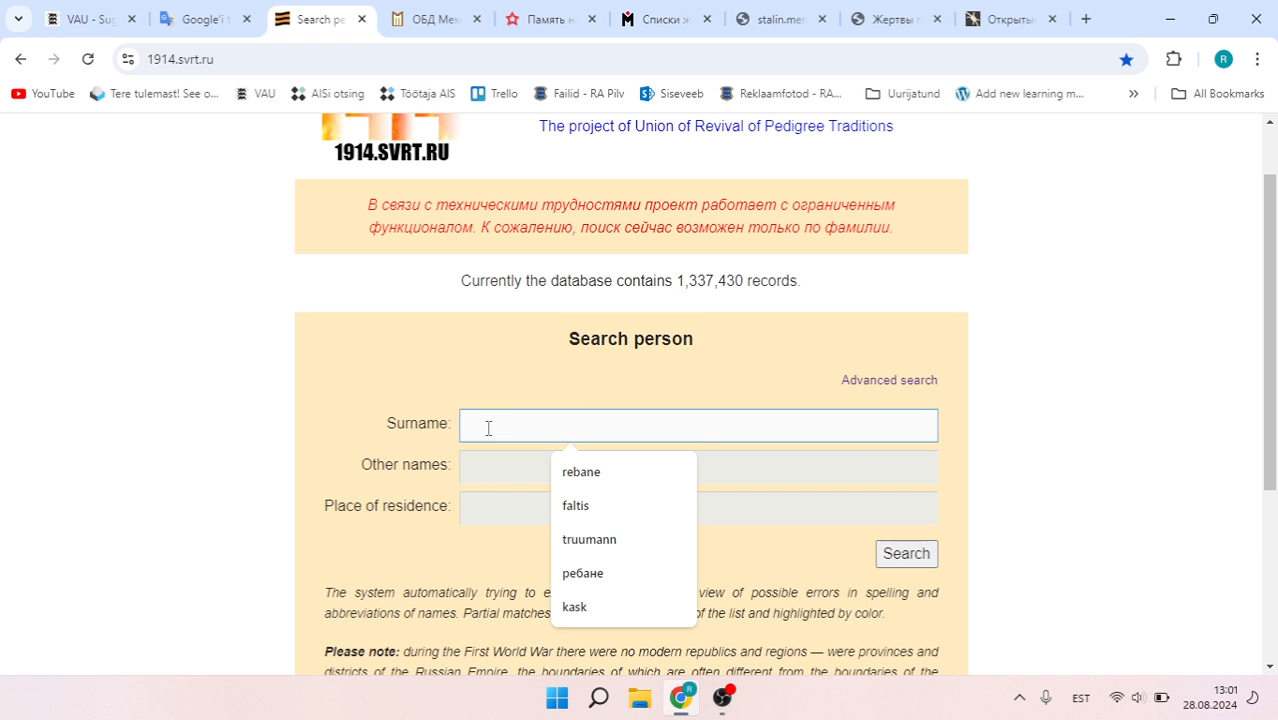 VAU - Sug
Google'i t
Search pe
ОБД Мем
Память н
Списки ж
stalin.mer
Жертвы п
Открыты
1914.svrt.ru
R
YouTube
Tere tulemast! See o...
VAU
AISi otsing
Töötaja AIS
Trello
Failid - RA Pilv
Siseveeb
Reklaamfotod - RA...
Uurijatund
Add new learning m...
All Bookmarks
1914.SVRT.RU
The project of Union of Revival of Pedigree Traditions
В связи с техническими трудностями проект работает с ограниченным
функционалом. К сожалению, поиск сейчас возможен только по фамилии.
Currently the database contains 1,337,430 records.
Search person
Advanced search
Surname:
Other names:
Place of residence:
rebane
faltis
truumann
ребане
kask
Search
The system automatically trying to e view of possible errors in spelling and
abbreviations of names. Partial matches of the list and highlighted by color.
Please note: during the First World War there were no modern republics and regions — were provinces and
districts of the Russian Empire, the boundaries of which are often different from the boundaries of the
R
EST
13:01
28.08.2024